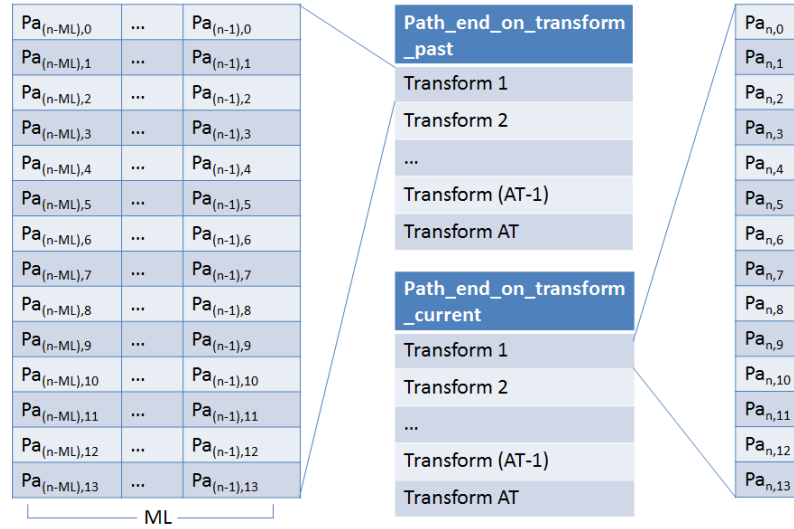 Pa(n-ML),0 ... Pa(n-1),0
Pa(n-ML),1 ... Pa(n-1),1
Pa(n-ML),2 ... Pa(n-1),2
Pa(n-ML),3 ... Pa(n-1),3
Pa(n-ML),4 ... Pa(n-1),4
Pa(n-ML),5 ... Pa(n-1),5
Pa(n-ML),6 ... Pa(n-1),6
Pa(n-ML),7 ... Pa(n-1),7
Pa(n-ML),8 ... Pa(n-1),8
Pa(n-ML),9 ... Pa(n-1),9
Pa(n-ML),10 ... Pa(n-1),10
Pa(n-ML),11 ... Pa(n-1),11
Pa(n-ML),12 ... Pa(n-1),12
Pa(n-ML),13 ... Pa(n-1),13
ML
Path_end_on_transform
_past
Transform 1
Transform 2
...
Transform (AT-1)
Transform AT
Path_end_on_transform
_current
Transform 1
Transform 2
...
Transform (AT-1)
Transform AT
Pan,0
Pan,1
Pan,2
Pan,3
Pan,4
Pan,5
Pan,6
Pan,7
Pan,8
Pan,9
Pan,10
Pan,11
Pan,12
Pan,13